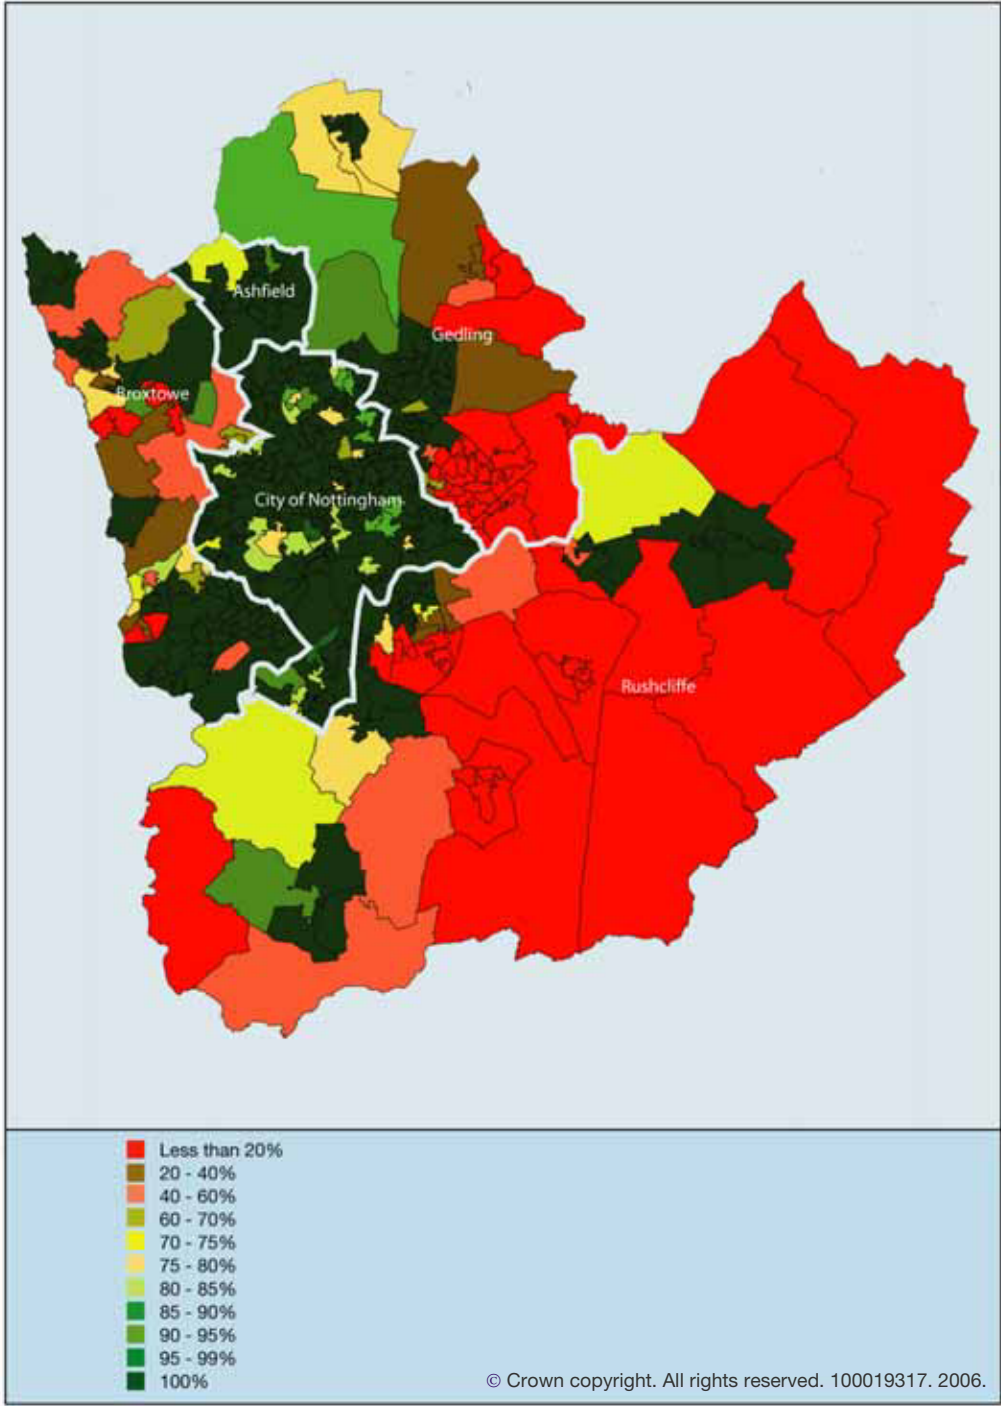 Ashfield
Gedling
Broxtowe
City of Nottingham
Rushcliffe
Less than 20%
20 - 40%
40 - 60%
60 - 70%
70 - 75%
75 - 80%
80 - 85%
85 - 90%
90 - 95%
95 - 99%
100%
© Crown copyright. All rights reserved. 100019317. 2006.